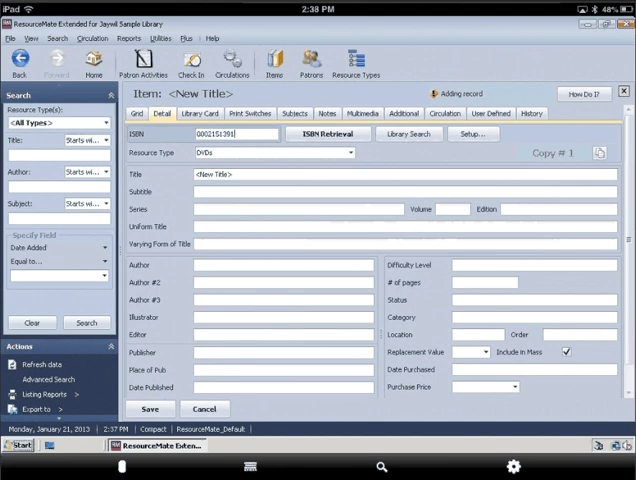 iPad 2:38 PM 48%
ResourceMate Extended for Jaywil Sample Library
File View Search Circulation Reports Utilities Plus Help
Back Forward Home Patron Activities Check In Circulations Items Patrons Resource Types
Search
Resource Type(s):
<All Types>
Title: Starts wi...
Author: Starts wi...
Subject: Starts wi...
Specify Field
Date Added
Equal to...
Clear Search
Actions
Refresh data
Advanced Search
Listing Reports >
Export to >
Item: <New Title> Adding record How Do I?
Grid Detail Library Card Print Switches Subjects Notes Multimedia Additional Circulation User Defined History
ISBN 0002151391 ISBN Retrieval Library Search Setup...
Resource Type DVDs Copy # 1
Title <New Title>
Subtitle
Series Volume Edition
Uniform Title
Varying Form of Title
Author Difficulty Level
Author #2 # of pages
Author #3 Status
Illustrator Category
Editor Location Order
Publisher Replacement Value Include in Mass
Place of Pub Date Purchased
Date Published Purchase Price
Save Cancel
Monday, January 21, 2013 2:37 PM Compact ResourceMate_Default
Start ResourceMate Exten...